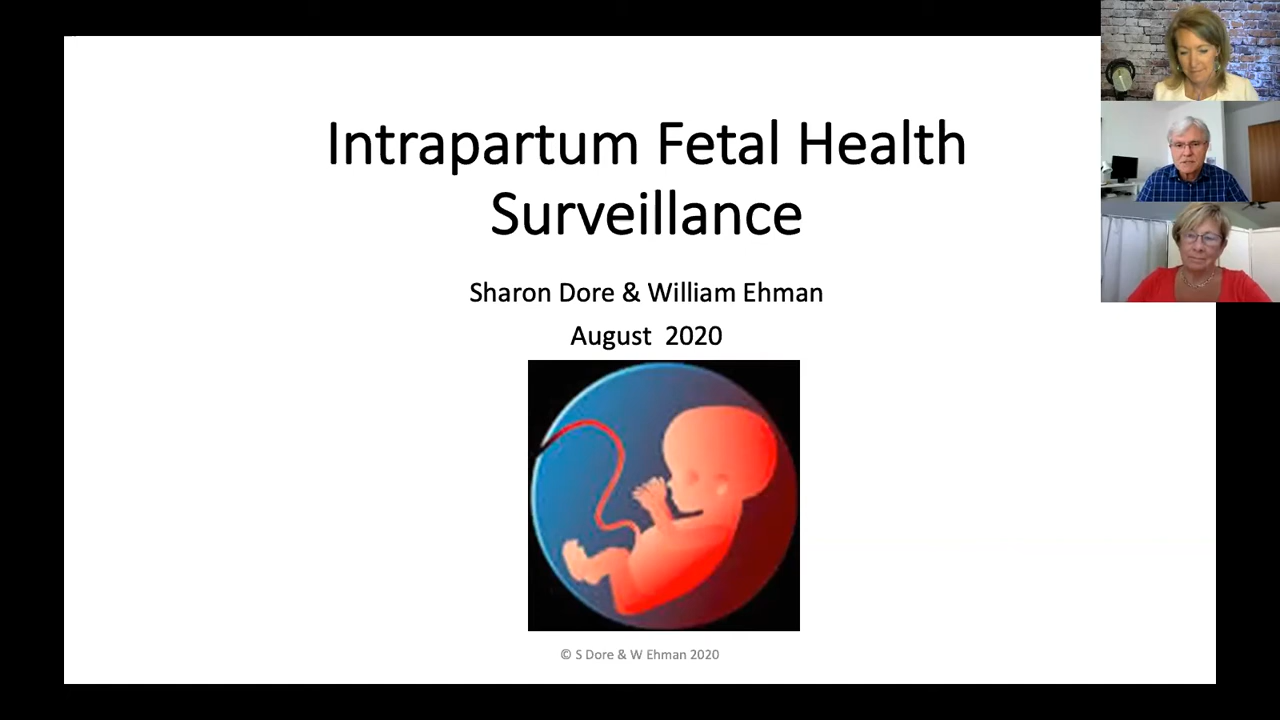 Intrapartum Fetal Health
Surveillance
Sharon Dore & William Ehman
August 2020
© S Dore & W Ehman 2020